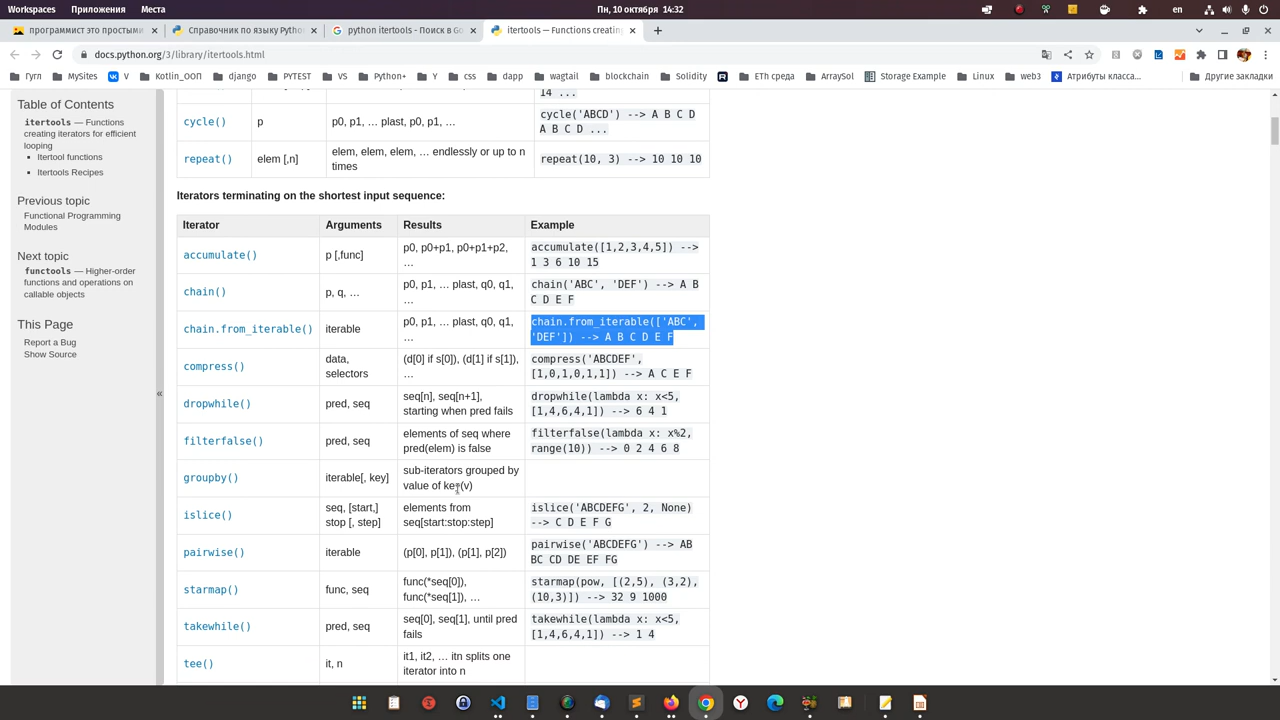 Workspaces Приложения Места Пн, 10 октября 14:32 en
программист это простыми
Справочник по языку Pytho
python itertools - Поиск в Go
itertools — Functions creating
docs.python.org/3/library/itertools.html
Гугл MySites V Kotlin_ООП django PYTEST VS Python+ Y css dapp wagtail blockchain Solidity ETh среда ArraySol Storage Example Linux web3 Атрибуты класса... Другие закладки
Table of Contents
itertools — Functions
creating iterators for efficient
looping
Itertool functions
Itertools Recipes
Previous topic
Functional Programming
Modules
Next topic
functools — Higher-order
functions and operations on
callable objects
This Page
Report a Bug
Show Source
«
14 ...
cycle() p p0, p1, … plast, p0, p1, … cycle('ABCD') --> A B C D
A B C D ...
repeat() elem [,n] elem, elem, elem, … endlessly or up to n
times repeat(10, 3) --> 10 10 10
Iterators terminating on the shortest input sequence:
Iterator Arguments Results Example
accumulate() p [,func] p0, p0+p1, p0+p1+p2,
… accumulate([1,2,3,4,5]) -->
1 3 6 10 15
chain() p, q, … p0, p1, … plast, q0, q1,
… chain('ABC', 'DEF') --> A B
C D E F
chain.from_iterable() iterable p0, p1, … plast, q0, q1,
… chain.from_iterable(['ABC',
'DEF']) --> A B C D E F
compress() data,
selectors (d[0] if s[0]), (d[1] if s[1]),
… compress('ABCDEF',
[1,0,1,0,1,1]) --> A C E F
dropwhile() pred, seq seq[n], seq[n+1],
starting when pred fails dropwhile(lambda x: x<5,
[1,4,6,4,1]) --> 6 4 1
filterfalse() pred, seq elements of seq where
pred(elem) is false filterfalse(lambda x: x%2,
range(10)) --> 0 2 4 6 8
groupby() iterable[, key] sub-iterators grouped by
value of key(v)
islice() seq, [start,]
stop [, step] elements from
seq[start:stop:step] islice('ABCDEFG', 2, None)
--> C D E F G
pairwise() iterable (p[0], p[1]), (p[1], p[2]) pairwise('ABCDEFG') --> AB
BC CD DE EF FG
starmap() func, seq func(*seq[0]),
func(*seq[1]), … starmap(pow, [(2,5), (3,2),
(10,3)]) --> 32 9 1000
takewhile() pred, seq seq[0], seq[1], until pred
fails takewhile(lambda x: x<5,
[1,4,6,4,1]) --> 1 4
tee() it, n it1, it2, … itn splits one
iterator into n